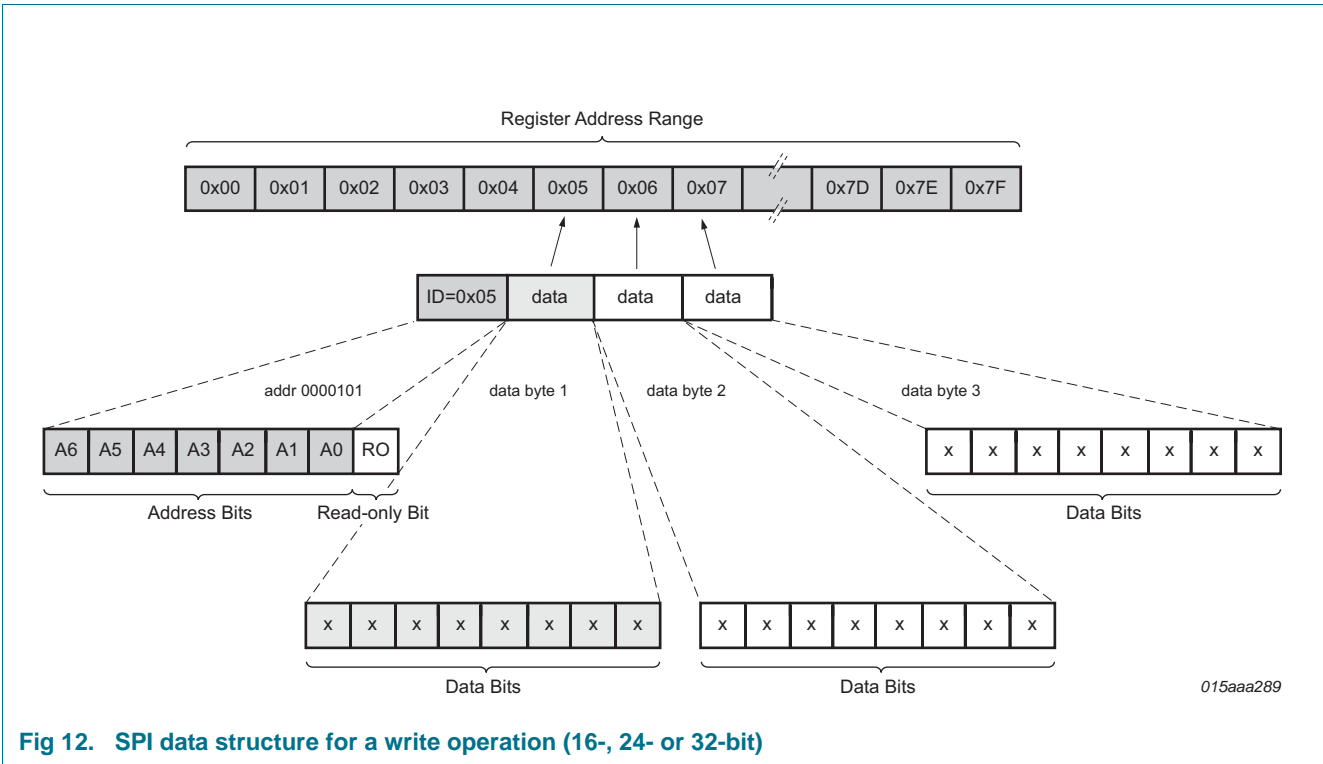 Register Address Range
0x00 0x01 0x02 0x03 0x04 0x05 0x06 0x07 0x7D 0x7E 0x7F
ID=0x05 data data data
addr 0000101 data byte 1 data byte 2 data byte 3
A6 A5 A4 A3 A2 A1 A0 RO x x x x x x x x
Address Bits Read-only Bit Data Bits
x x x x x x x x x x x x x x x x
Data Bits Data Bits 015aaa289
Fig 12. SPI data structure for a write operation (16-, 24- or 32-bit)